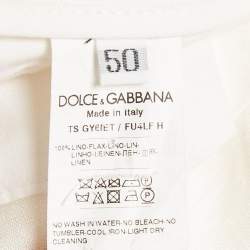 50
DOLCE & GABBANA
Made in Italy
TS GY6IET / FU4LF H
100% LINO-FLAX-LINO-LIN-
LINHO-LEINEN-ΛEH-
LINEN
NO WASH IN WATER-NO BLEACH-NO
TUMBLER-COOL IRON-LIGHT DRY
CLEANING